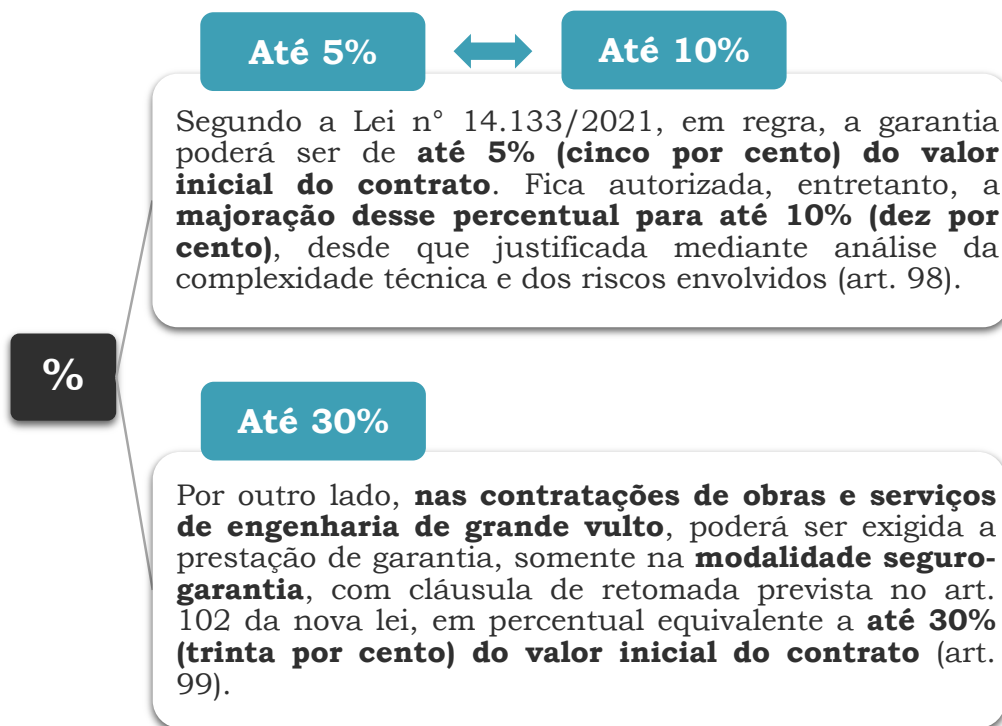 Até 5%
Até 10%
Segundo a Lei n° 14.133/2021, em regra, a garantia
poderá ser de até 5% (cinco por cento) do valor
inicial do contrato. Fica autorizada, entretanto, a
majoração desse percentual para até 10% (dez por
cento), desde que justificada mediante análise da
complexidade técnica e dos riscos envolvidos (art. 98).
%
Até 30%
Por outro lado, nas contratações de obras e serviços
de engenharia de grande vulto, poderá ser exigida a
prestação de garantia, somente na modalidade seguro-
garantia, com cláusula de retomada prevista no art.
102 da nova lei, em percentual equivalente a até 30%
(trinta por cento) do valor inicial do contrato (art.
99).